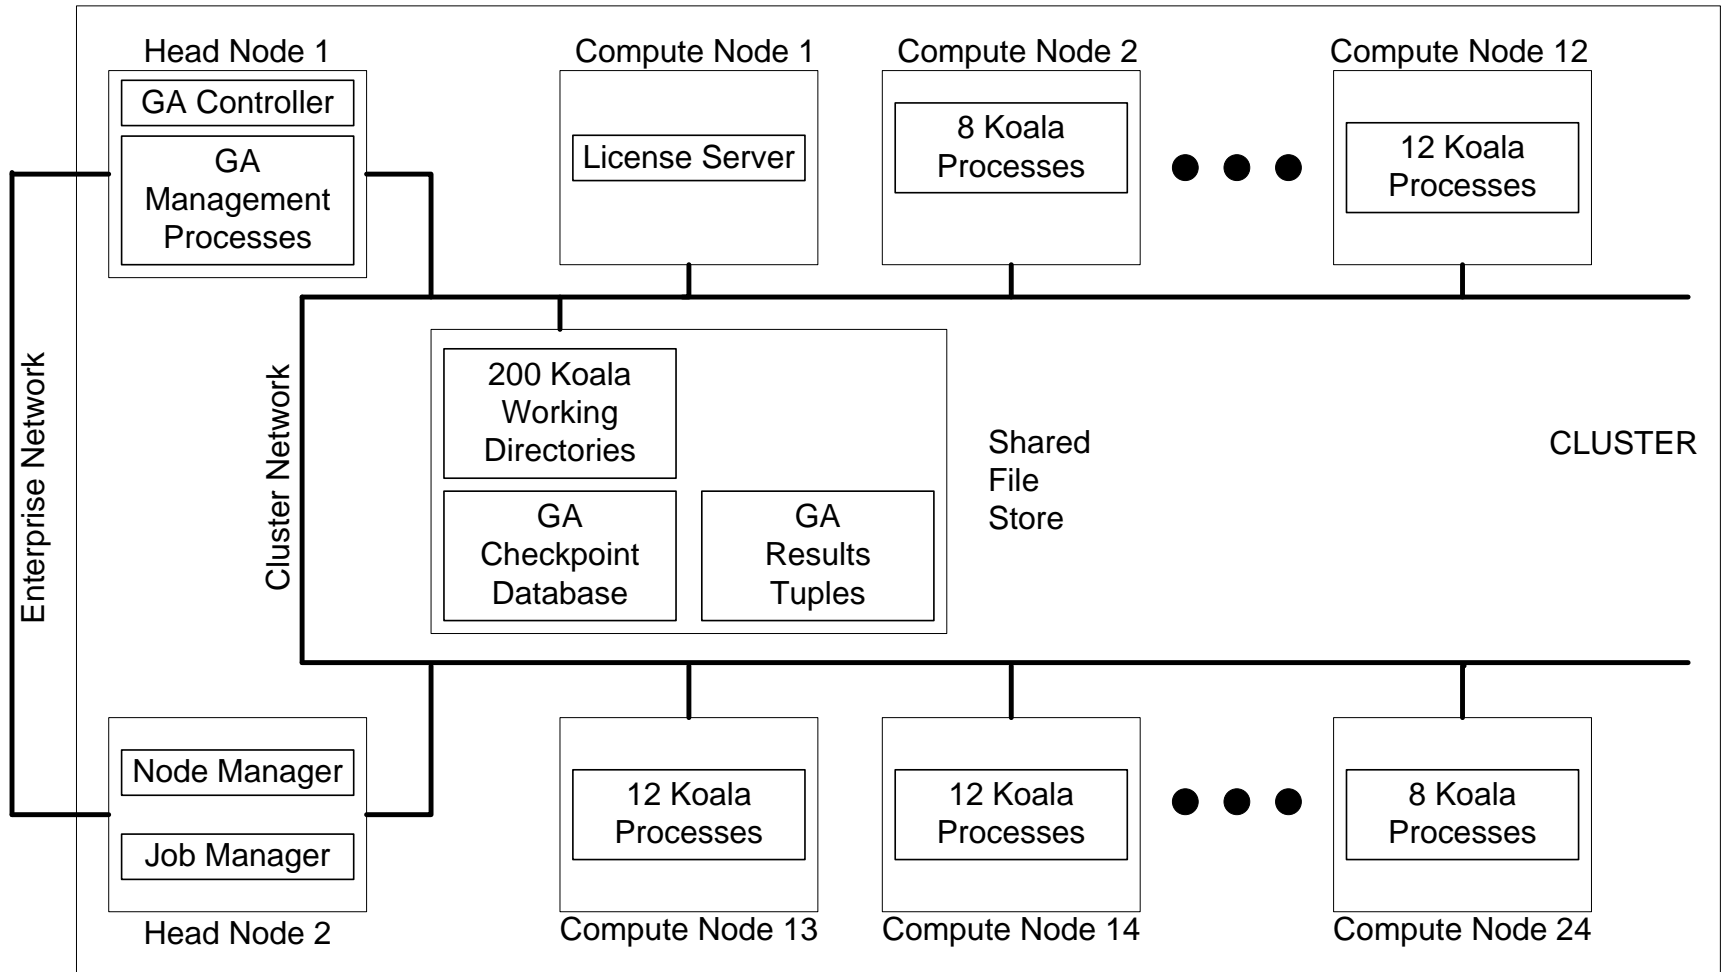 Head Node 1
GA Controller
GA
Management
Processes
Compute Node 1
License Server
Compute Node 2
8 Koala
Processes
Compute Node 12
12 Koala
Processes
Enterprise Network
Cluster Network
200 Koala
Working
Directories
GA
Checkpoint
Database
GA
Results
Tuples
Shared
File
Store
CLUSTER
Node Manager
Job Manager
Head Node 2
12 Koala
Processes
Compute Node 13
12 Koala
Processes
Compute Node 14
8 Koala
Processes
Compute Node 24